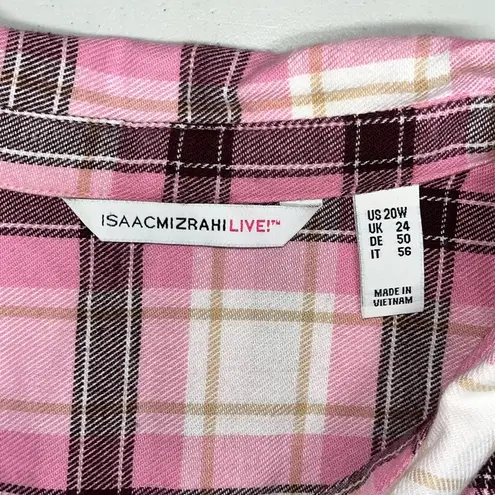 ISAACMIZRAHILIVE!™
US 20W
UK 24
DE 50
IT 56
MADE IN
VIETNAM